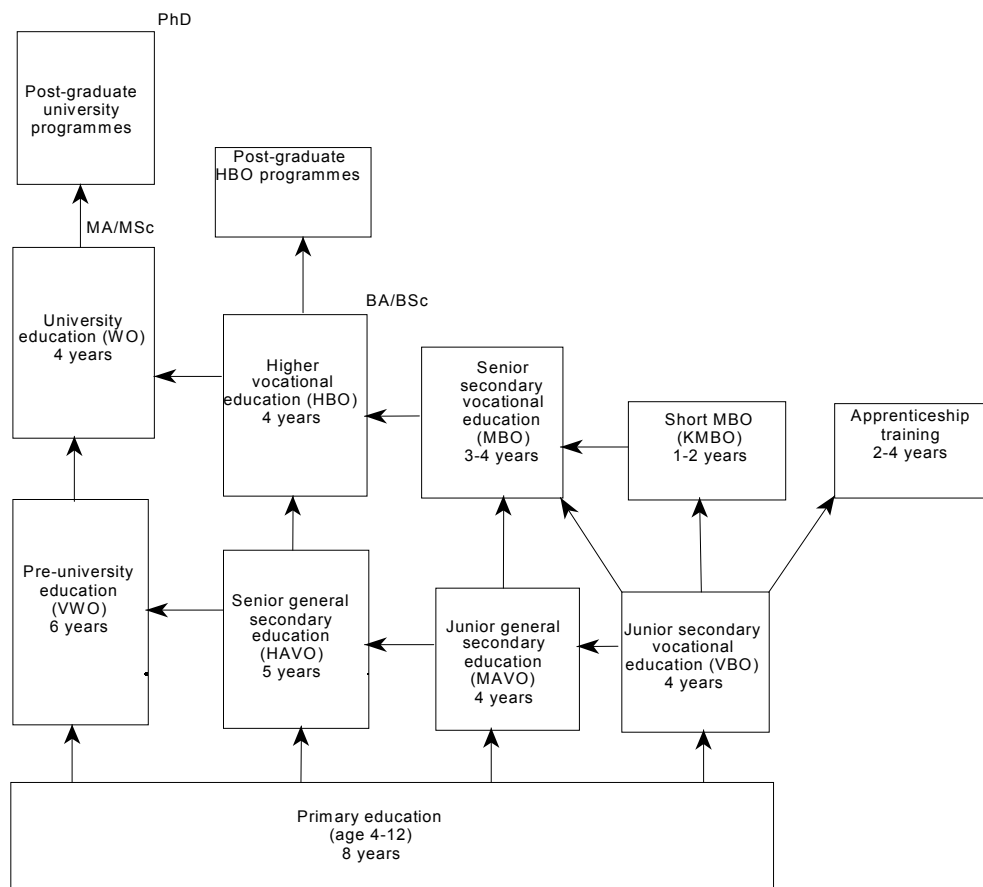 PhD
Post-graduate
university
programmes
Post-graduate
HBO programmes
MA/MSc
BA/BSc
University
education (WO)
4 years
Higher
vocational
education (HBO)
4 years
Senior
secondary
vocational
education
(MBO)
3-4 years
Short MBO
(KMBO)
1-2 years
Apprenticeship
training
2-4 years
Pre-university
education
(VWO)
6 years
Senior general
secondary
education
(HAVO)
5 years
Junior general
secondary
education
(MAVO)
4 years
Junior secondary
vocational
education (VBO)
4 years
Primary education
(age 4-12)
8 years